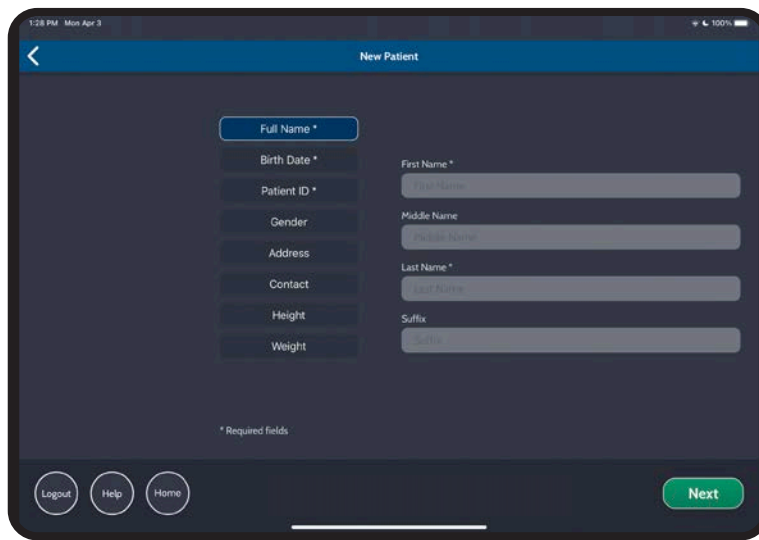 1:28 PM Mon Apr 3
100%
New Patient
Full Name *
Birth Date *
Patient ID *
Gender
Address
Contact
Height
Weight
First Name *
First Name
Middle Name
Middle Name
Last Name *
Last Name
Suffix
Suffix
* Required fields
Logout
Help
Home
Next